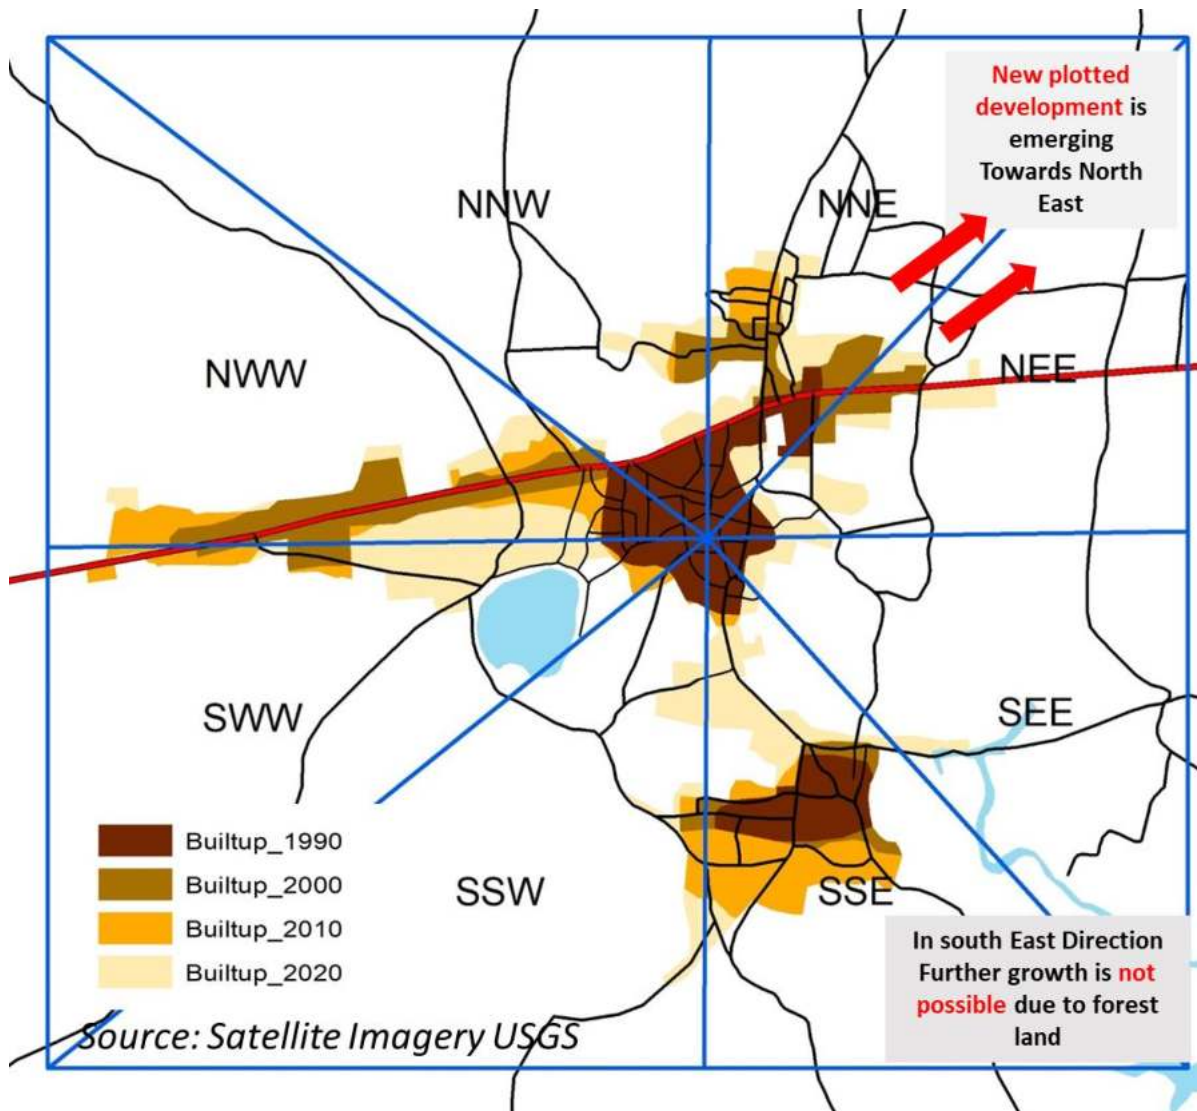 New plotted
development is
emerging
Towards North
East
NNW
NNE
NWW
NEE
SWW
SEE
Builtup_1990
Builtup_2000
Builtup_2010
Builtup_2020
SSW
SSE
In south East Direction
Further growth is not
possible due to forest
land
Source: Satellite Imagery USGS